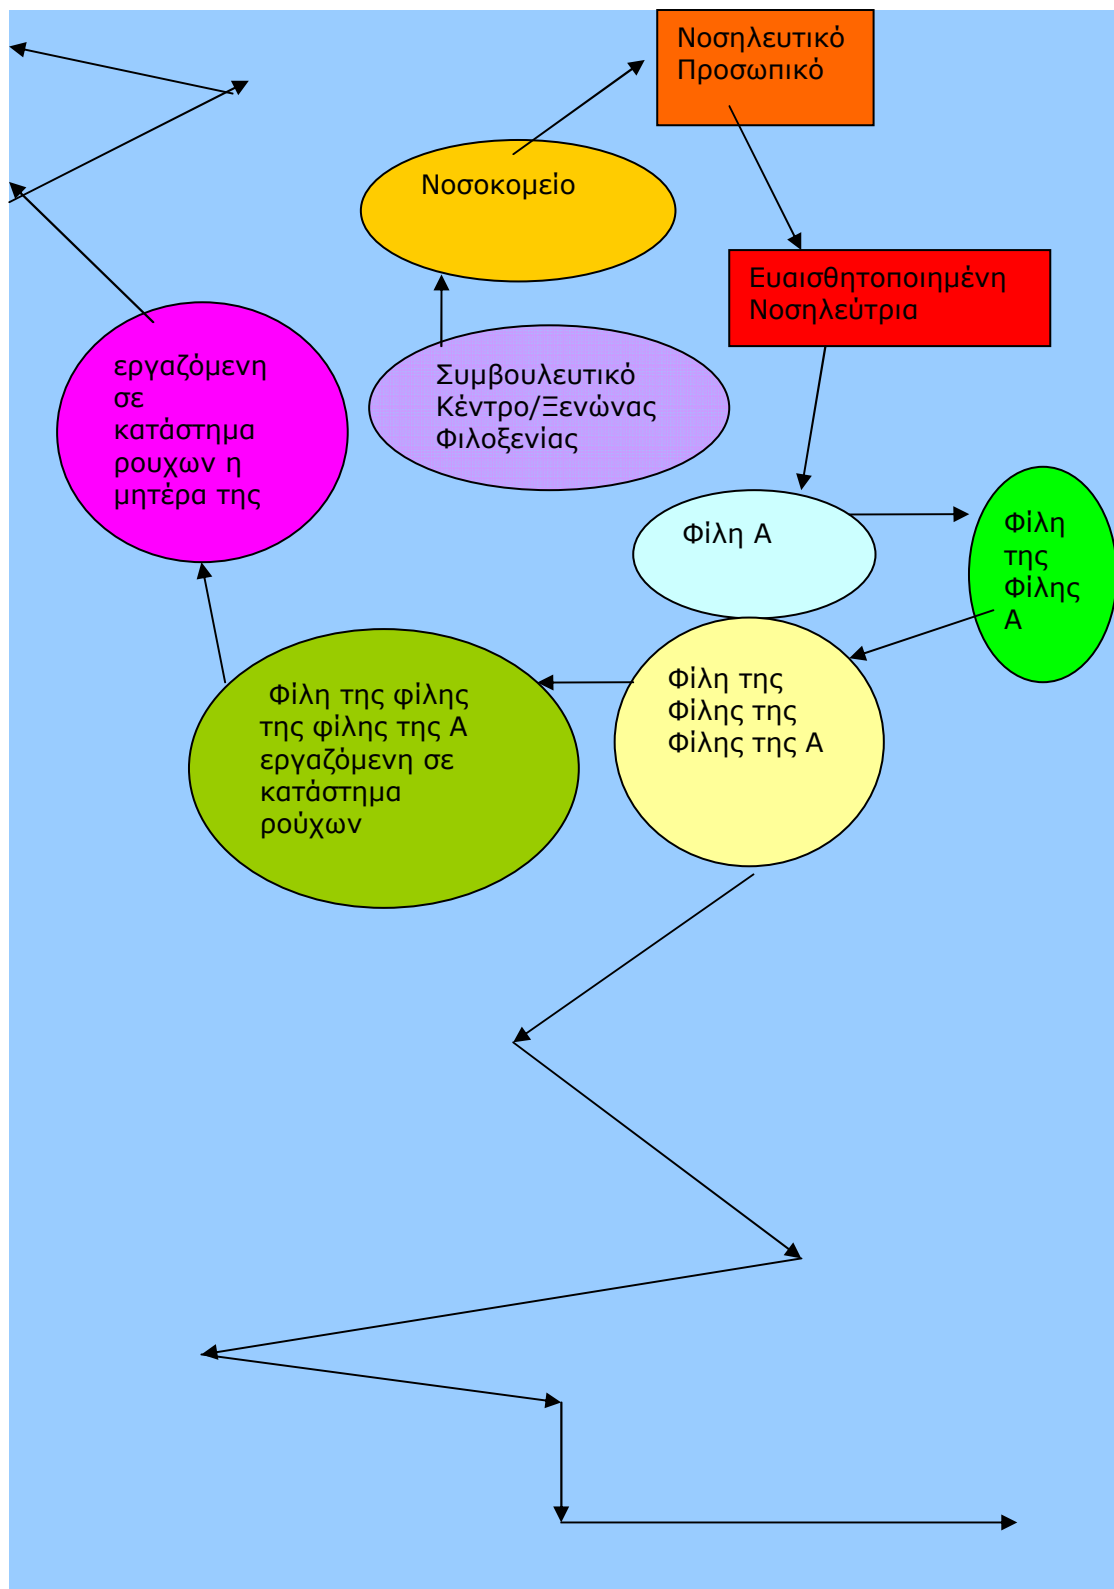 Νοσηλευτικό
Προσωπικό
Νοσοκομείο
Ευαισθητοποιημένη
Νοσηλεύτρια
εργαζόμενη
σε
κατάστημα
ρουχων η
μητέρα της
Συμβουλευτικό
Κέντρο/Ξενώνας
Φιλοξενίας
Φίλη Α
Φίλη
της
Φίλης
Α
Φίλη της φίλης
της φίλης της Α
εργαζόμενη σε
κατάστημα
ρούχων
Φίλη της
Φίλης της
Φίλης της Α